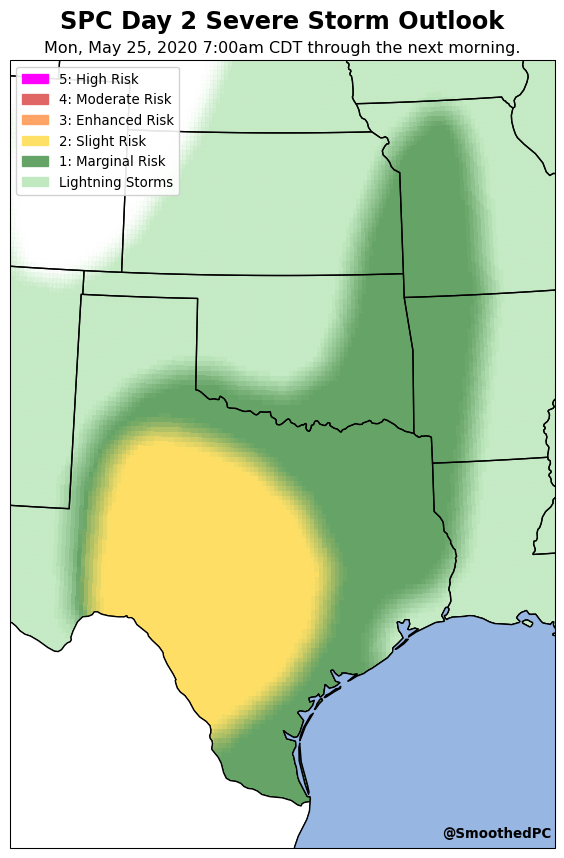 SPC Day 2 Severe Storm Outlook
Mon, May 25, 2020 7:00am CDT through the next morning.
5: High Risk
4: Moderate Risk
3: Enhanced Risk
2: Slight Risk
1: Marginal Risk
Lightning Storms
@SmoothedPC